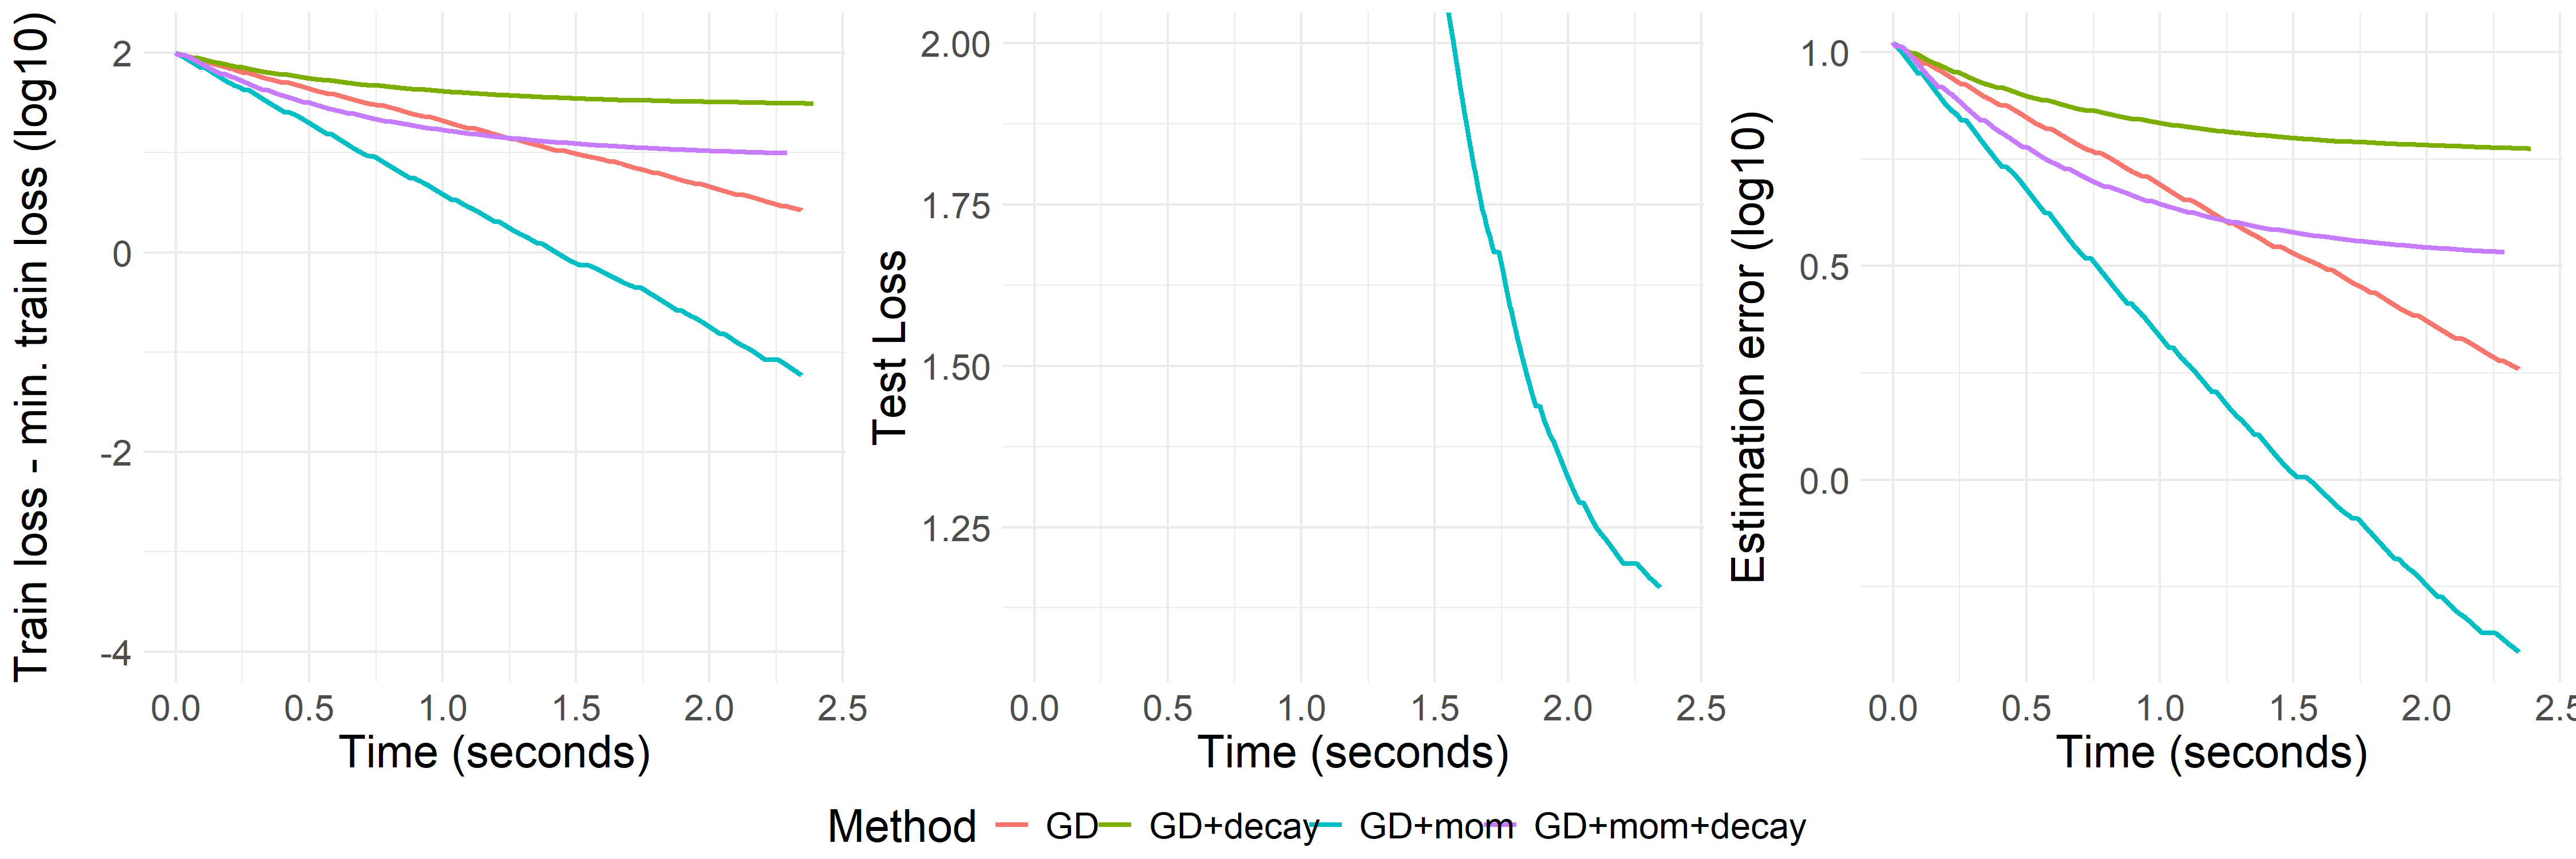 Train loss - min. train loss (log10)
2
0
-2
-4
0.0 0.5 1.0 1.5 2.0 2.5
Time (seconds)
Test Loss
2.00
1.75
1.50
1.25
0.0 0.5 1.0 1.5 2.0 2.5
Time (seconds)
Estimation error (log10)
1.0
0.5
0.0
0.0 0.5 1.0 1.5 2.0 2.5
Time (seconds)
Method GD GD+decay GD+mom GD+mom+decay